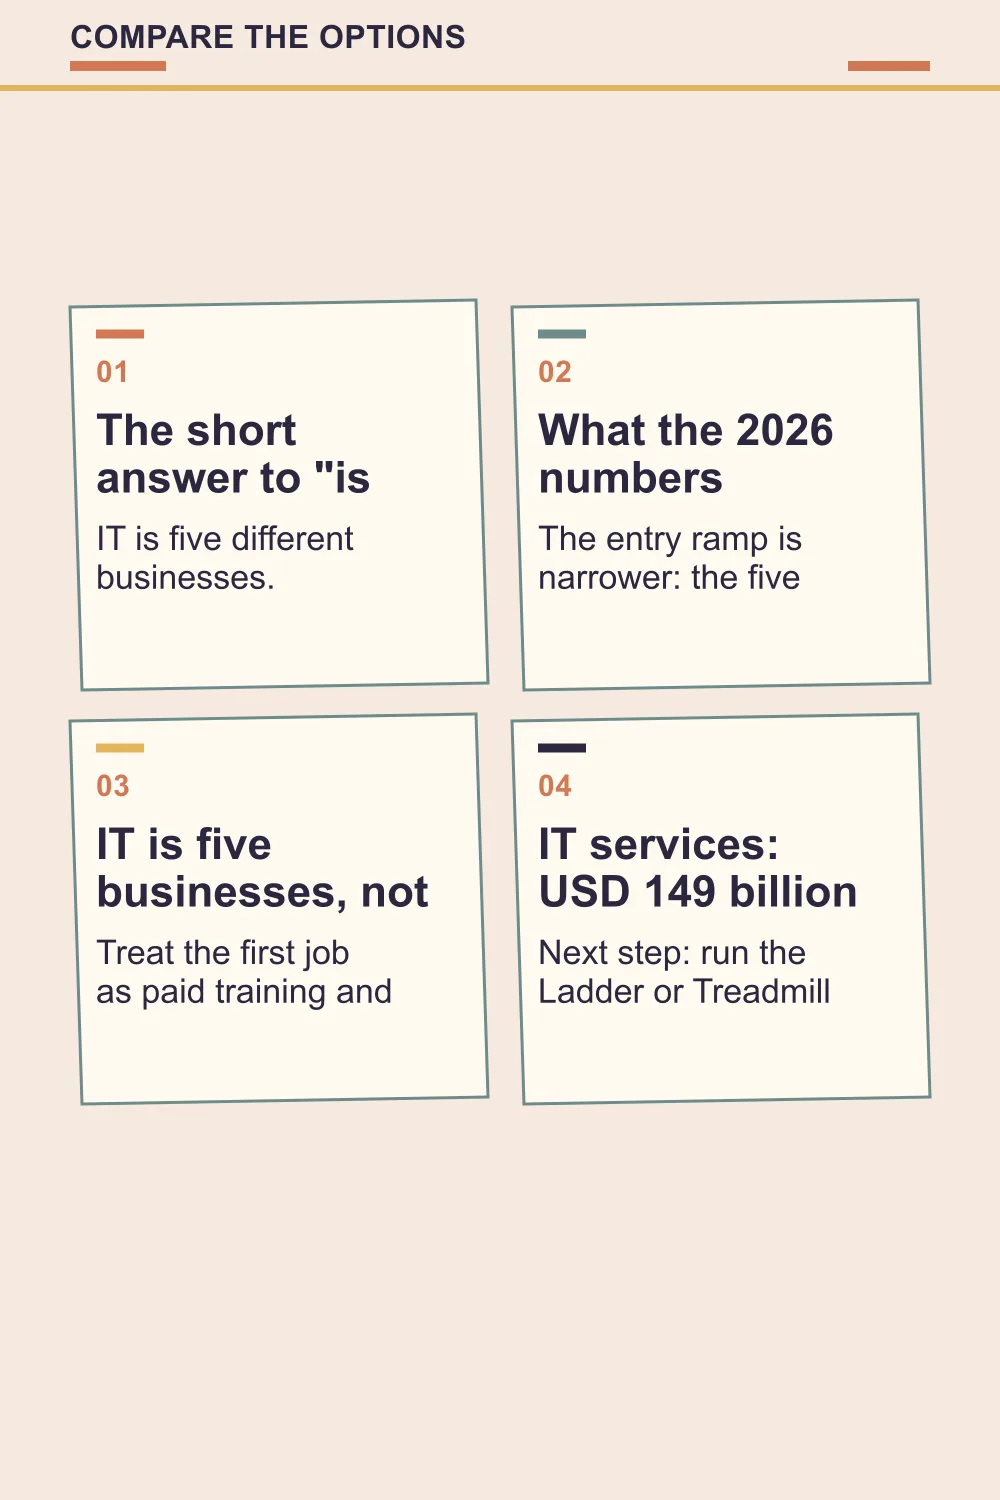 COMPARE THE OPTIONS
01
The short
answer to "is
IT is five different
businesses.
02
What the 2026
numbers
The entry ramp is
narrower: the five
03
IT is five
businesses, not
Treat the first job
as paid training and
04
IT services:
USD 149 billion
Next step: run the
Ladder or Treadmill